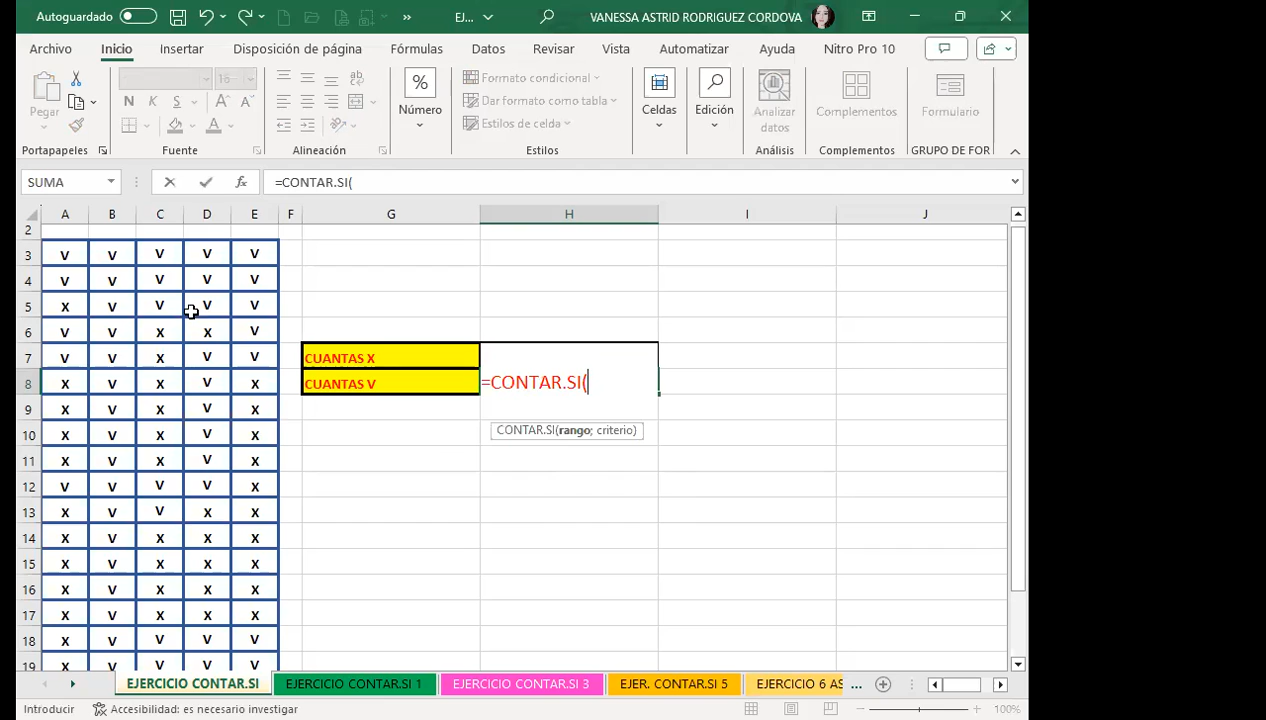 Autoguardado EJ... VANESSA ASTRID RODRIGUEZ CORDOVA
Archivo Inicio Insertar Disposición de página Fórmulas Datos Revisar Vista Automatizar Ayuda Nitro Pro 10
Pegar 16 Número Formato condicional Dar formato como tabla Estilos de celda Celdas Edición Analizar datos Complementos Formulario
N K S A A A ab %
Portapapeles Fuente Alineación Estilos Análisis Complementos GRUPO DE FOR
SUMA fx =CONTAR.SI(
A B C D E F G H I J
2
3 V V V V V
4 V V V V V
5 X V V V V
6 V V X X V
7 V V X V V CUANTAS X
8 X V X V X CUANTAS V =CONTAR.SI(
9 X V X V X
CONTAR.SI(rango; criterio)
10 X V X V X
11 X V X V X
12 V V V V X
13 X V V X X
14 X V X X X
15 X V X X X
16 X V X X X
17 X V X X X
18 X V V V V
19 X V V V V
EJERCICIO CONTAR.SI EJERCICIO CONTAR.SI 1 EJERCICIO CONTAR.SI 3 EJER. CONTAR.SI 5 EJERCICIO 6 AS ...
Introducir Accesibilidad: es necesario investigar 100%